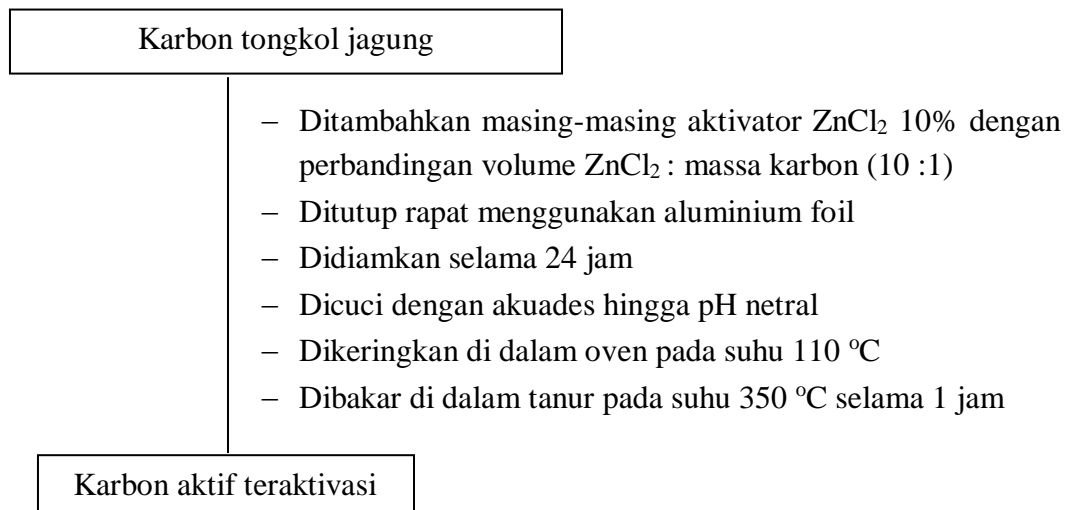 Karbon tongkol jagung
– Ditambahkan masing-masing aktivator ZnCl₂ 10% dengan
perbandingan volume ZnCl₂ : massa karbon (10 :1)
– Ditutup rapat menggunakan aluminium foil
– Didiamkan selama 24 jam
– Dicuci dengan akuades hingga pH netral
– Dikeringkan di dalam oven pada suhu 110 ᵒC
– Dibakar di dalam tanur pada suhu 350 ᵒC selama 1 jam
Karbon aktif teraktivasi